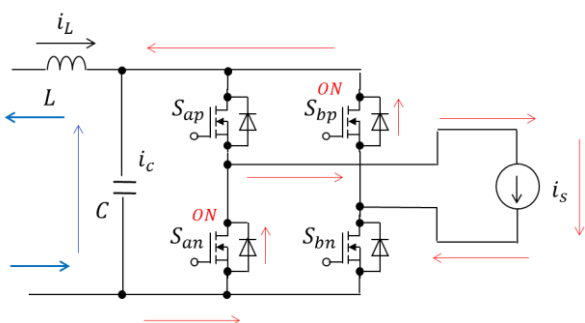 i_L
L
S_ap
ON
S_bp
i_c
C
i_s
ON
S_an
S_bn